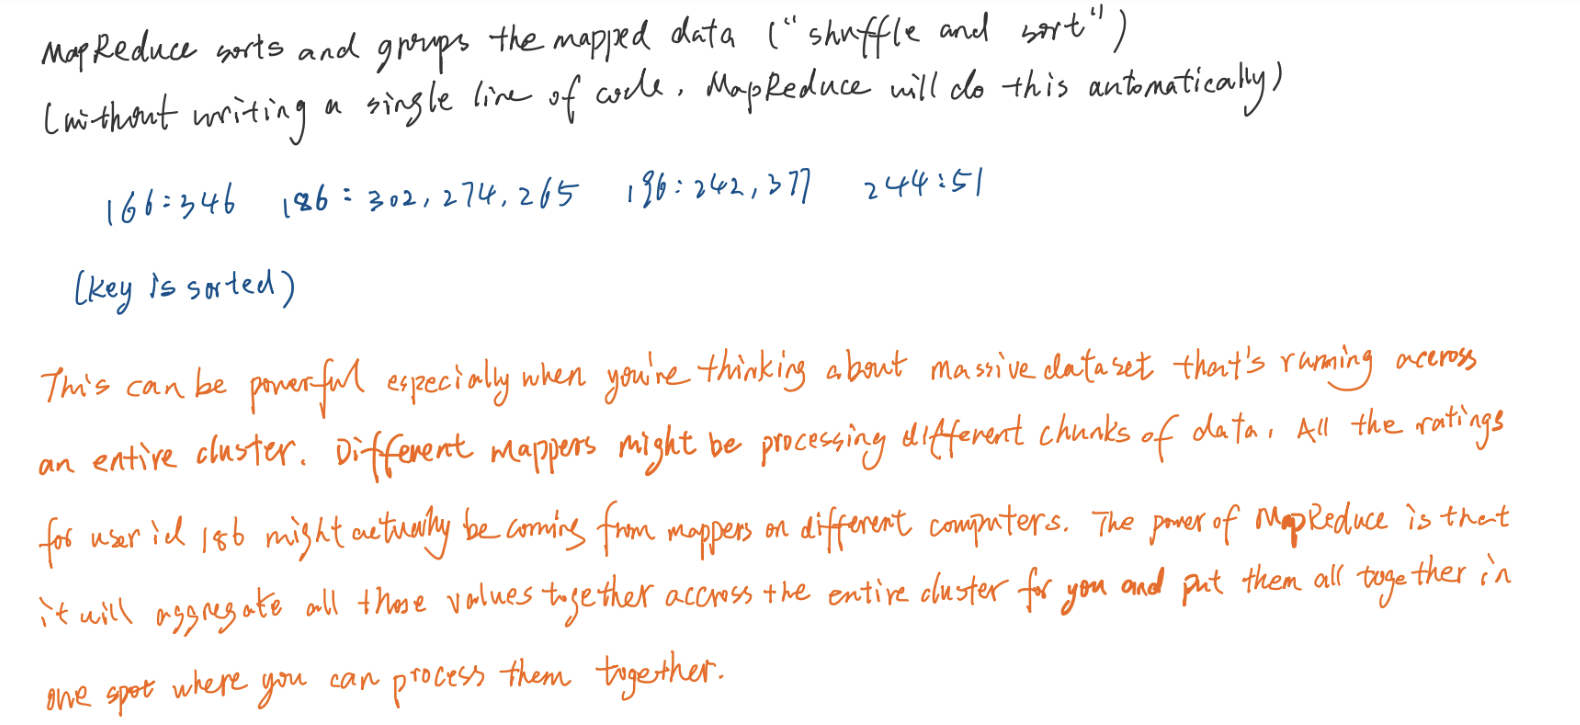 MapReduce sorts and groups the mapped data ("shuffle and sort")
(without writing a single line of code, MapReduce will do this automatically)
166:346 186:302,274,265 196:242,377 244:51
(key is sorted)
This can be powerful especially when you're thinking about massive dataset that's running accross
an entire cluster. Different mappers might be processing different chunks of data. All the ratings
for user id 186 might actually be coming from mappers on different computers. The power of MapReduce is that
it will aggregate all those values together accross the entire cluster for you and put them all together in
one spot where you can process them together.